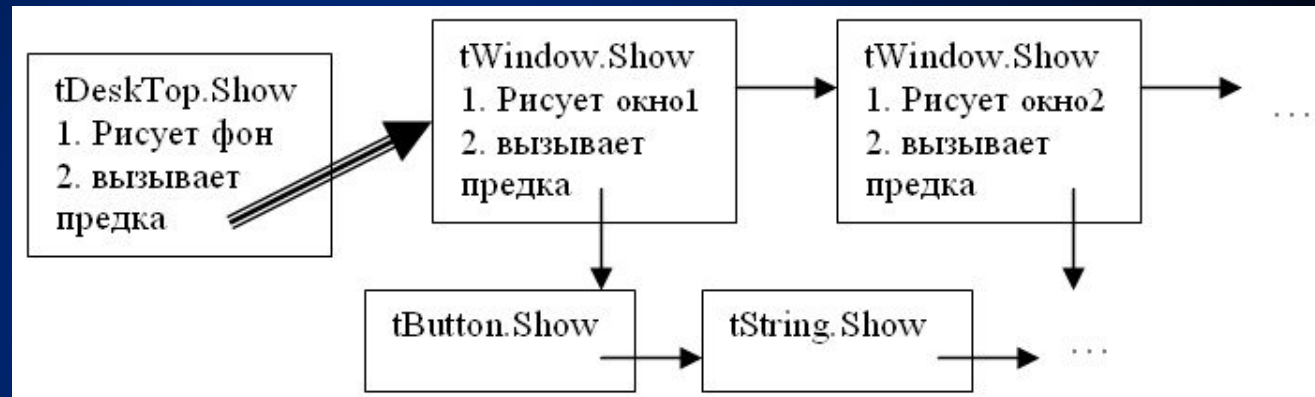 tDeskTop.Show
1. Рисует фон
2. вызывает
предка
tWindow.Show
1. Рисует окно1
2. вызывает
предка
tWindow.Show
1. Рисует окно2
2. вызывает
предка
...
tButton.Show
tString.Show
...